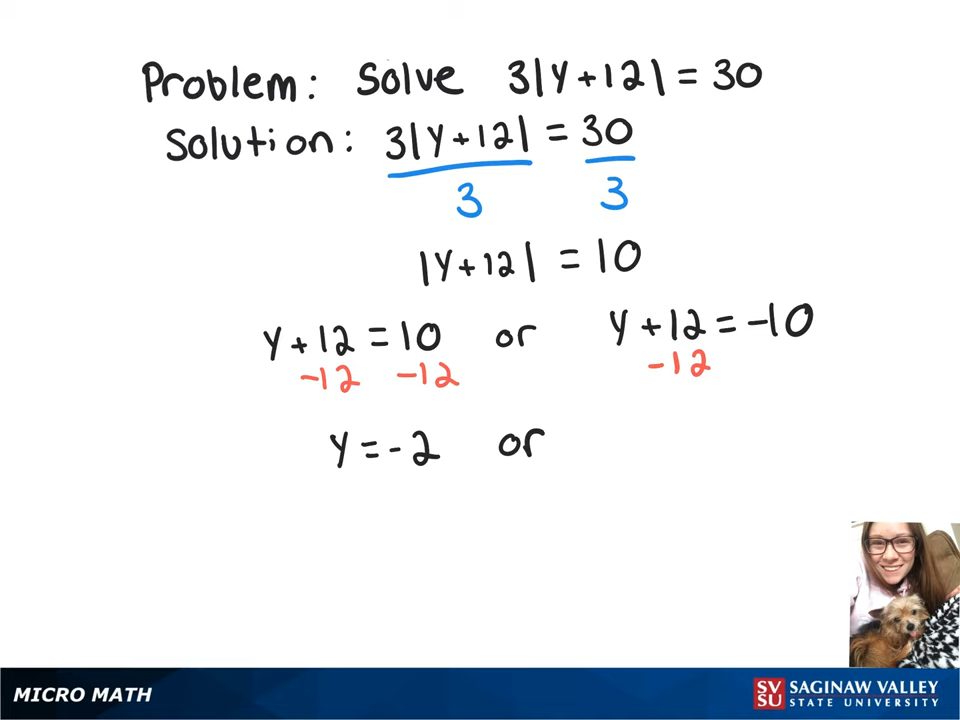 Problem: Solve 3|y+12| = 30
Solution: 3|y+12| = 30
3 3
|y+12| = 10
y+12 = 10 or y+12 = -10
-12 -12 -12
y = -2 or
MICRO MATH
SV SU SAGINAW VALLEY
STATE UNIVERSITY